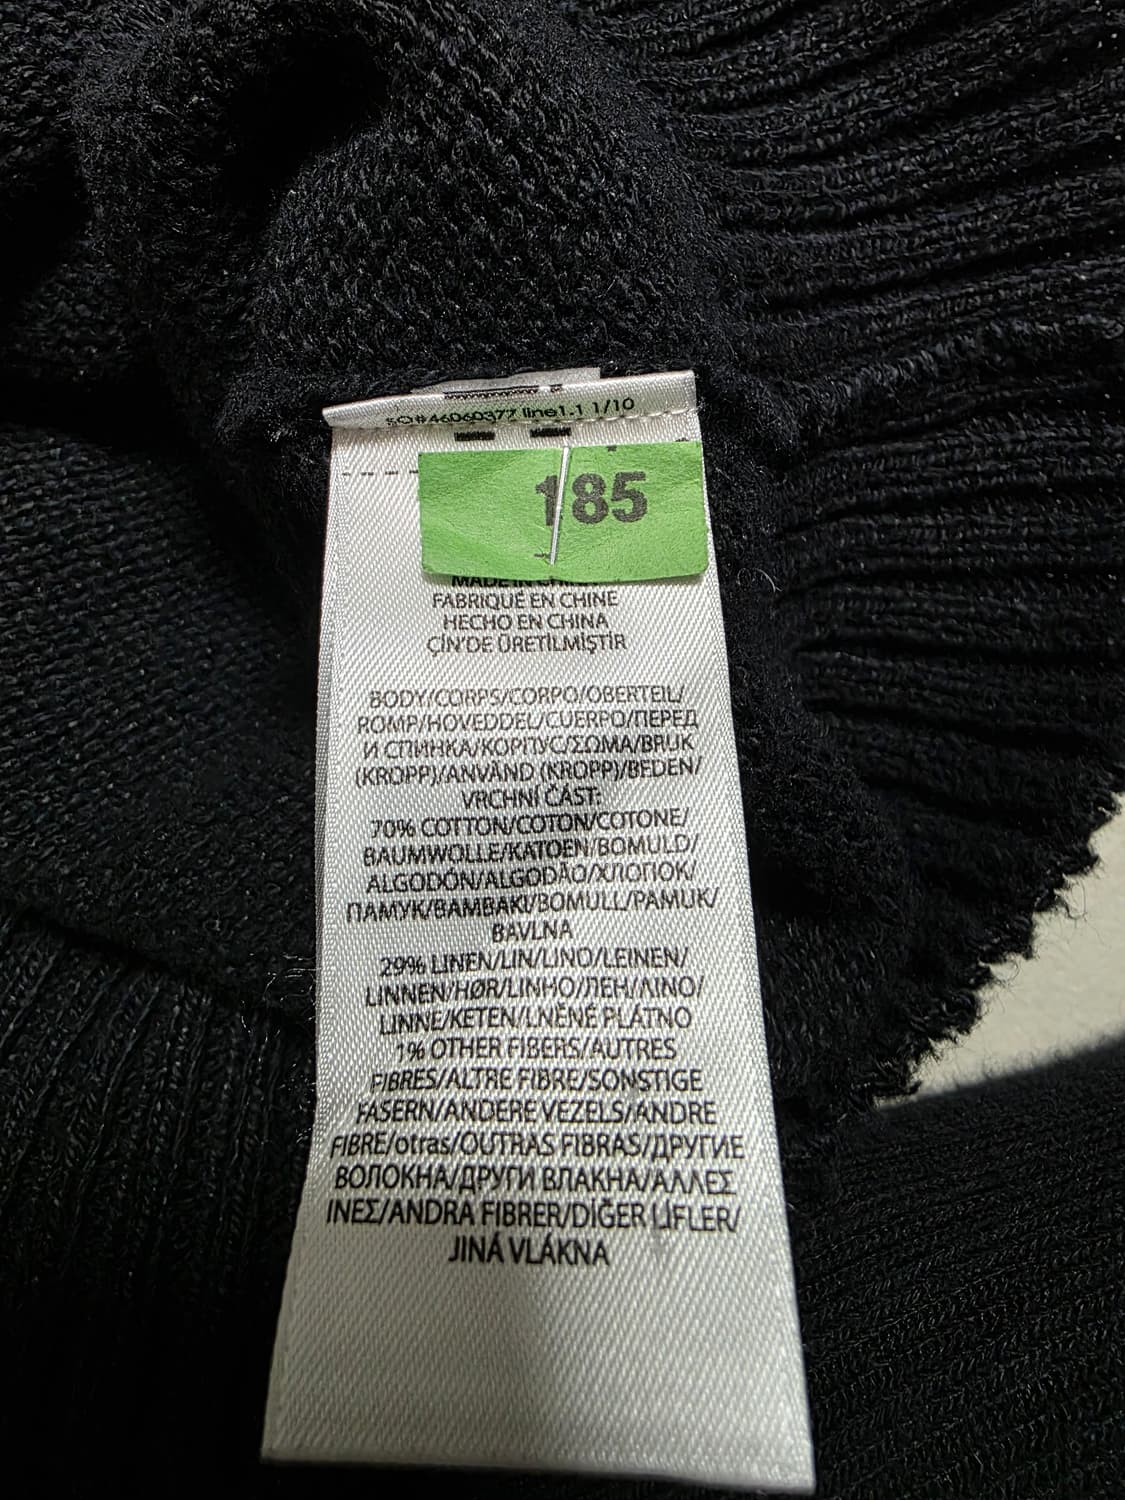 SO#46060377 line1.1 1/10
185
MADE IN
FABRIQUÉ EN CHINE
HECHO EN CHINA
ÇİN'DE ÜRETİLMİŞTİR
BODY/CORPS/CORPO/OBERTEIL/
ROMP/HOVEDDEL/CUERPO/ПЕРЕД
И СПИНКА/КОРПУС/ΣΩΜΑ/BRUK
(KROPP)/ANVÄND (KROPP)/BEDEN/
VRCHNÍ ČÁST:
70% COTTON/COTON/COTONE/
BAUMWOLLE/KATOEN/BOMULD/
ALGODÓN/ALGODÃO/ХЛОПОК/
ПАМУК/ΒΑΜΒΑΚΙ/BOMULL/PAMUK/
BAVLNA
29% LINEN/LIN/LINO/LEINEN/
LINNEN/HØR/LINHO/ЛЕН/ΛΙΝΟ/
LINNE/KETEN/LNĚNÉ PLÁTNO
1% OTHER FIBERS/AUTRES
FIBRES/ALTRE FIBRE/SONSTIGE
FASERN/ANDERE VEZELS/ANDRE
FIBRE/otras/OUTRAS FIBRAS/ДРУГИЕ
ВОЛОКНА/ДРУГИ ВЛАКНА/ΑΛΛΕΣ
ΙΝΕΣ/ANDRA FIBRER/DİĞER LİFLER/
JINÁ VLÁKNA